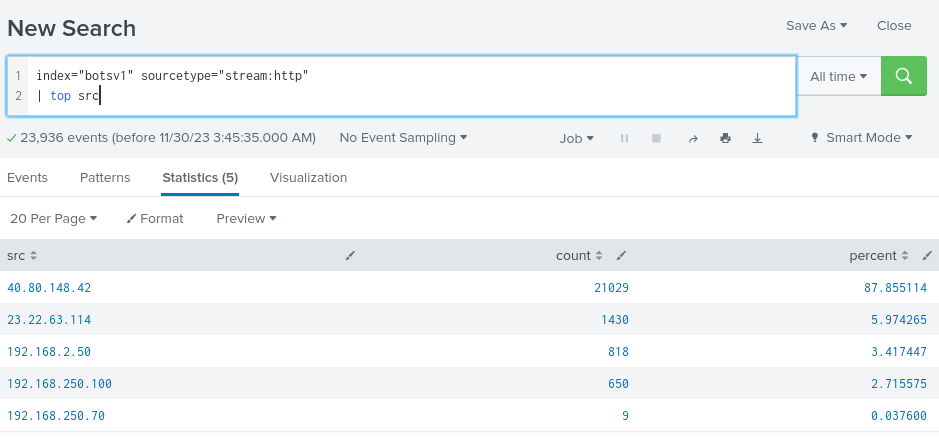 New Search
Save As Close
1 index="botsv1" sourcetype="stream:http"
2 | top src
All time
23,936 events (before 11/30/23 3:45:35.000 AM) No Event Sampling Job Smart Mode
Events Patterns Statistics (5) Visualization
20 Per Page Format Preview
src count percent
40.80.148.42 21029 87.855114
23.22.63.114 1430 5.974265
192.168.2.50 818 3.417447
192.168.250.100 650 2.715575
192.168.250.70 9 0.037600